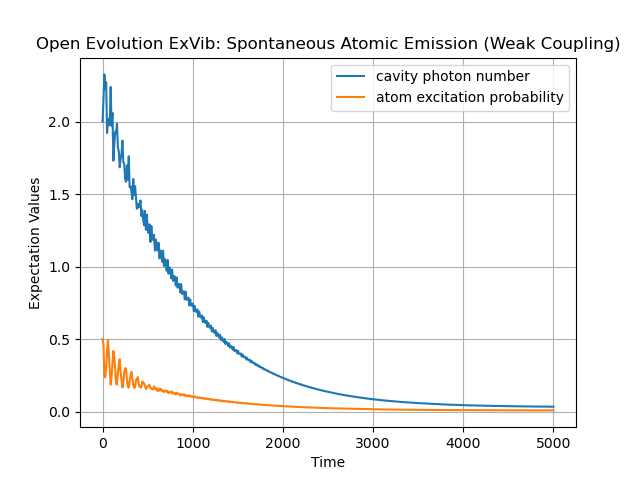 Open Evolution ExVib: Spontaneous Atomic Emission (Weak Coupling)
cavity photon number
atom excitation probability
Expectation Values
2.0
1.5
1.0
0.5
0.0
0 1000 2000 3000 4000 5000
Time